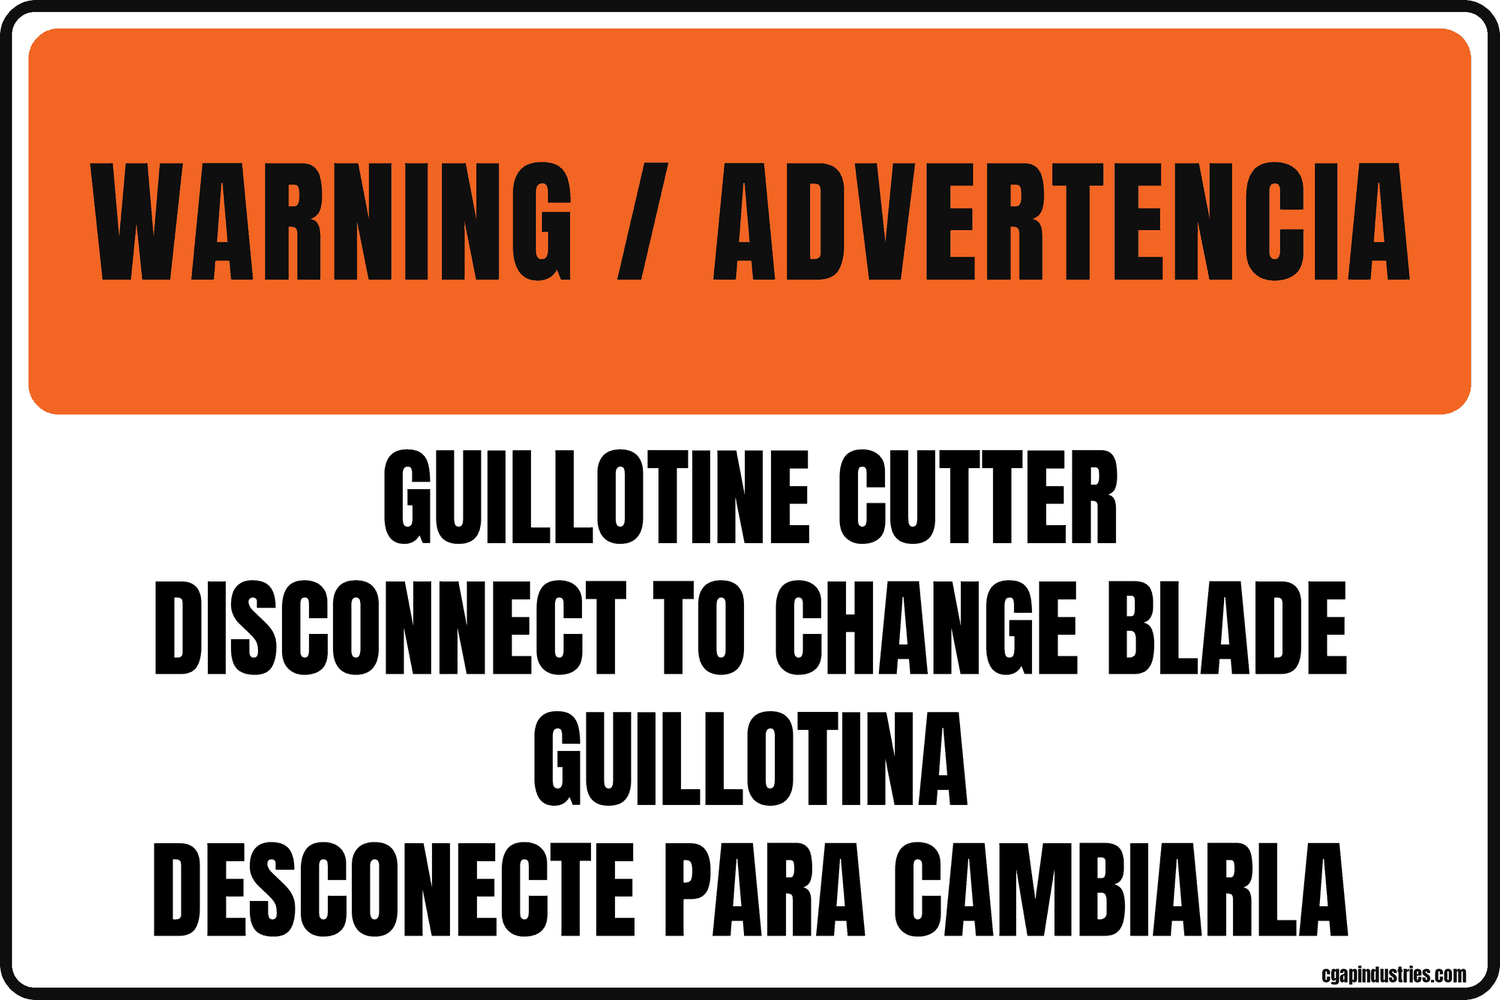 WARNING / ADVERTENCIA
GUILLOTINE CUTTER
DISCONNECT TO CHANGE BLADE
GUILLOTINA
DESCONECTE PARA CAMBIARLA
cgapindustries.com